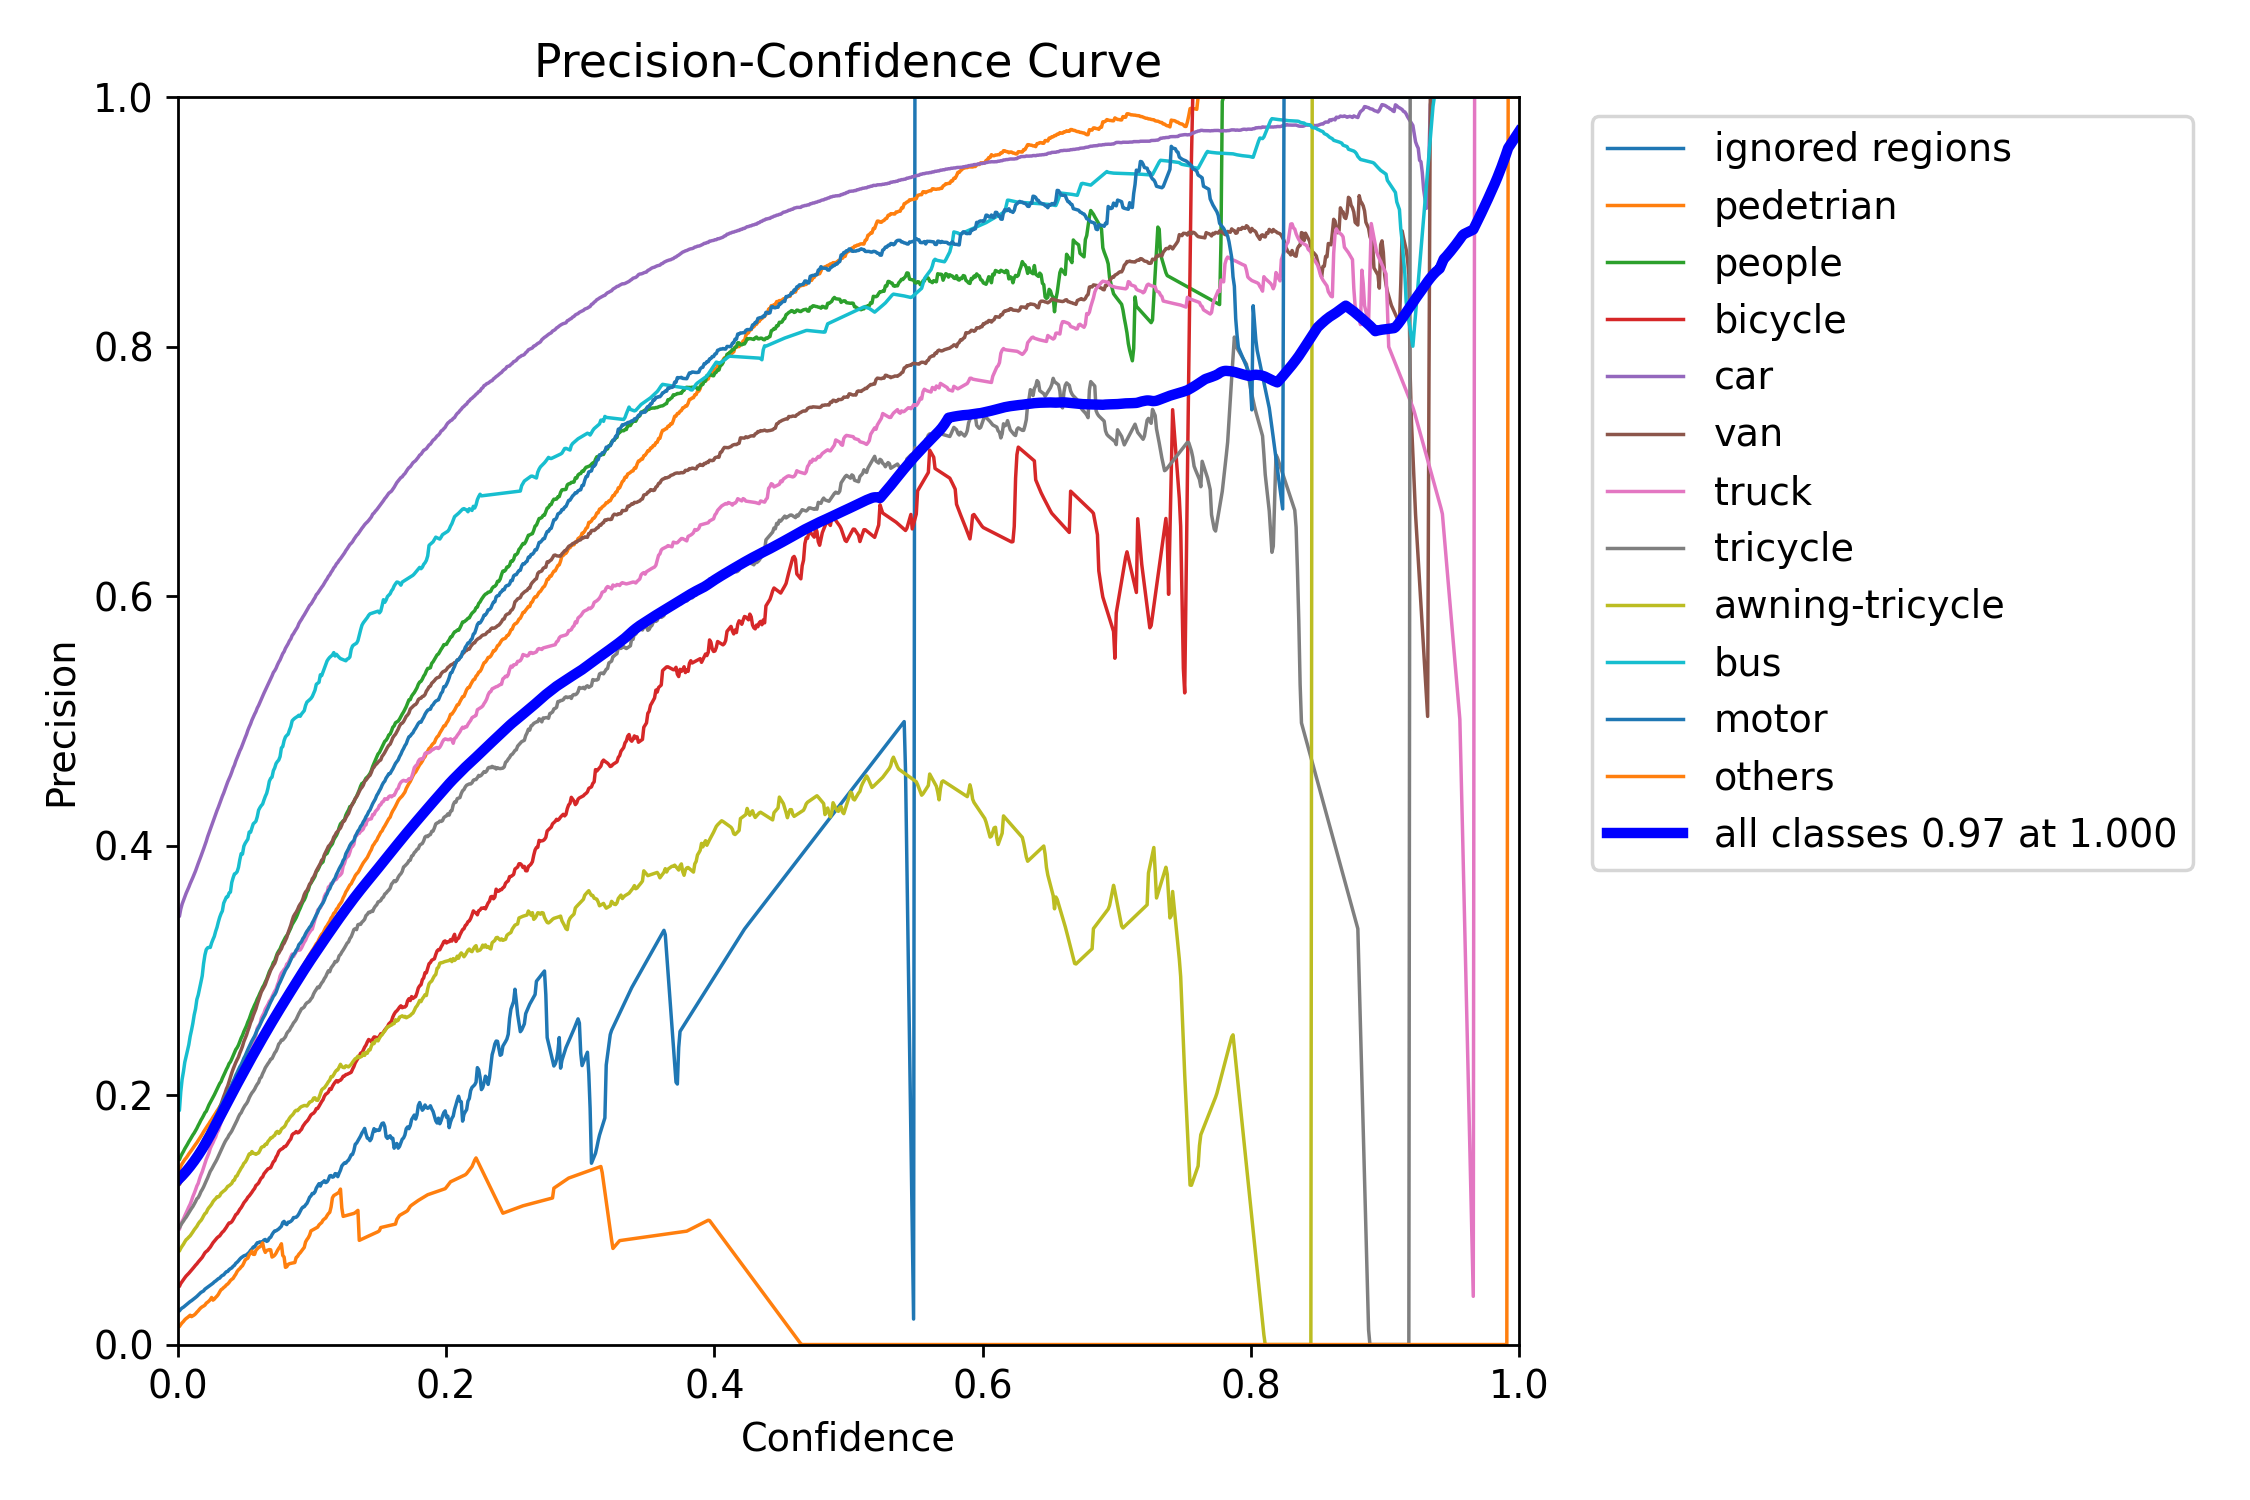 Precision-Confidence Curve
1.0
0.8
0.6
0.4
0.2
0.0
Precision
0.0 0.2 0.4 0.6 0.8 1.0
Confidence
ignored regions
pedetrian
people
bicycle
car
van
truck
tricycle
awning-tricycle
bus
motor
others
all classes 0.97 at 1.000